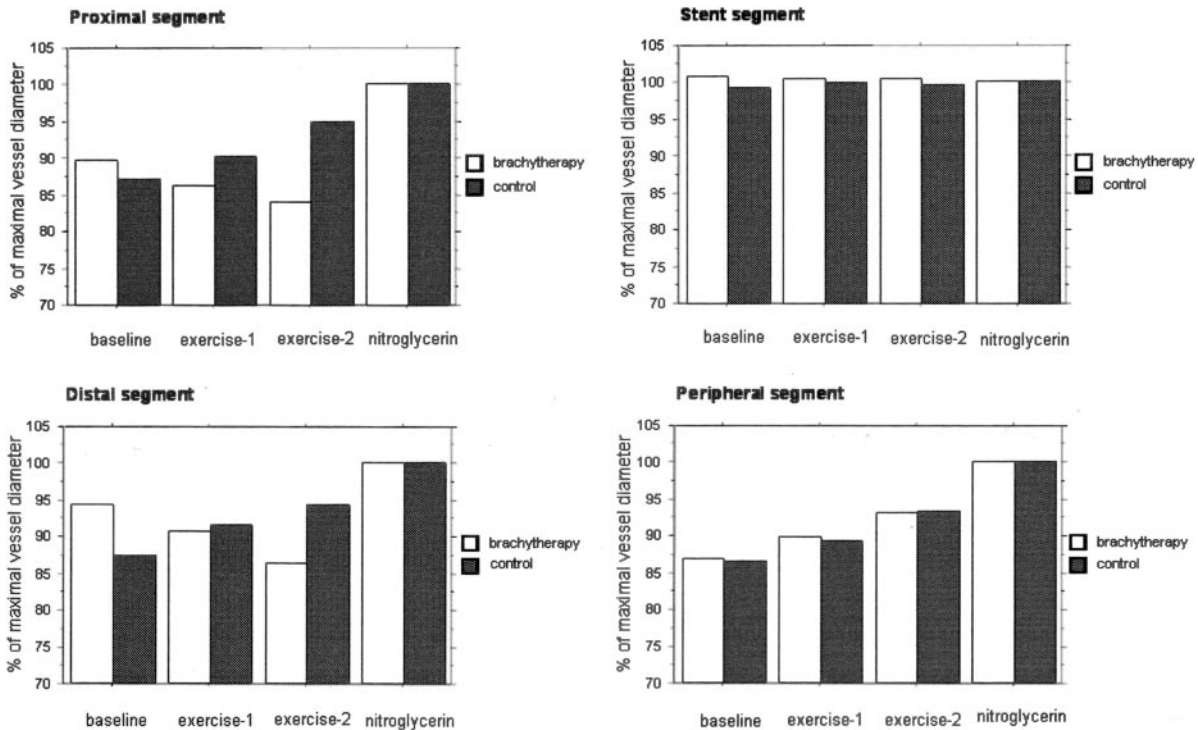 Proximal segment
% of maximal vessel diameter
105
100
95
90
85
80
75
70
baseline exercise-1 exercise-2 nitroglycerin
brachytherapy
control
Stent segment
% of maximal vessel diameter
105
100
95
90
85
80
75
70
baseline exercise-1 exercise-2 nitroglycerin
brachytherapy
control
Distal segment
% of maximal vessel diameter
105
100
95
90
85
80
75
70
baseline exercise-1 exercise-2 nitroglycerin
brachytherapy
control
Peripheral segment
% of maximal vessel diameter
105
100
95
90
85
80
75
70
baseline exercise-1 exercise-2 nitroglycerin
brachytherapy
control